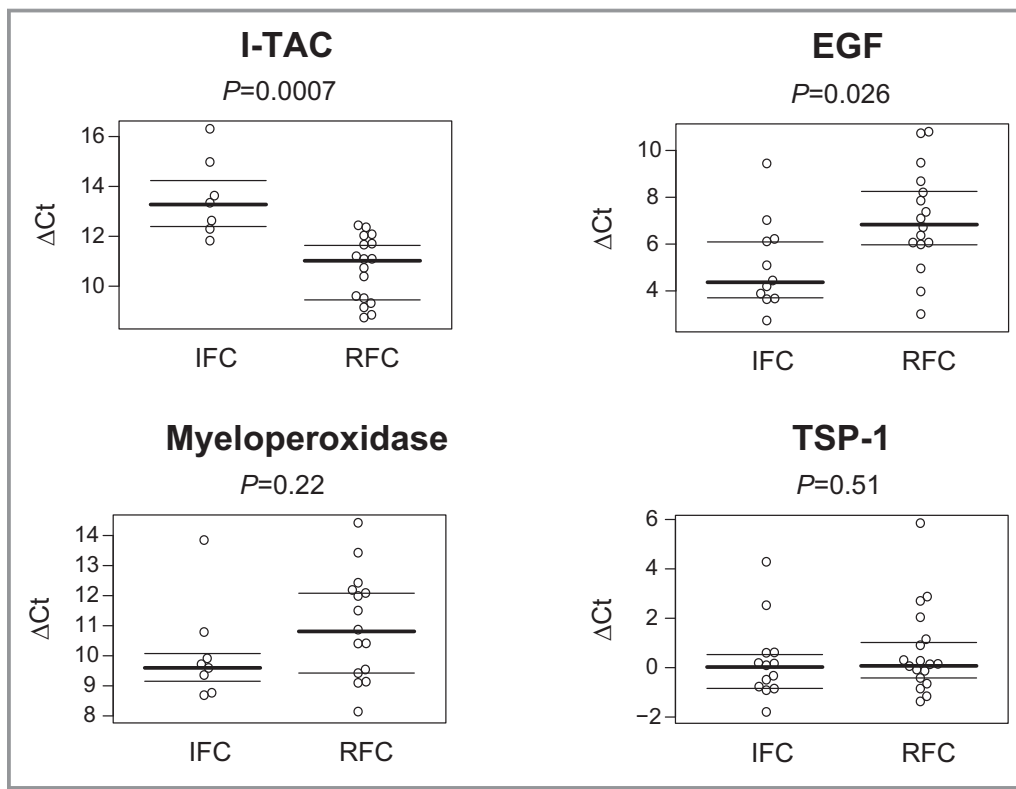 I-TAC
P=0.0007
16
14
12
10
ΔCt
IFC RFC
EGF
P=0.026
10
8
6
4
ΔCt
IFC RFC
Myeloperoxidase
P=0.22
14
13
12
11
10
9
8
ΔCt
IFC RFC
TSP-1
P=0.51
6
4
2
0
−2
ΔCt
IFC RFC